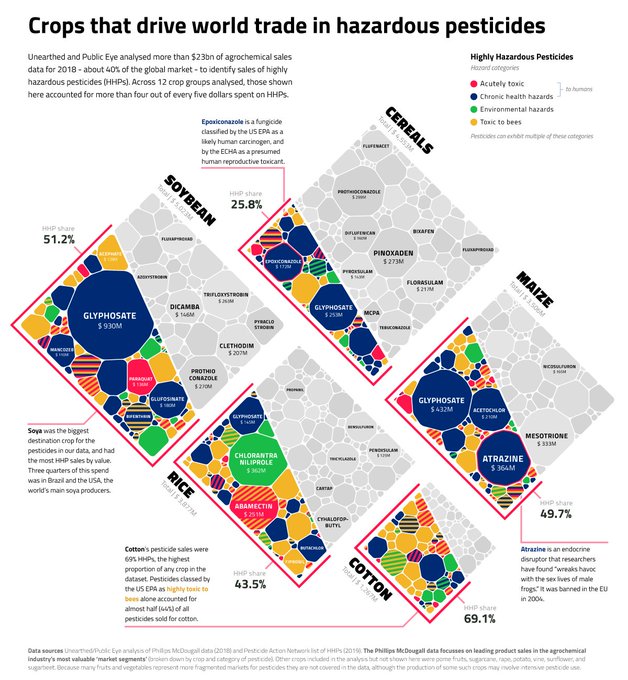 Crops that drive world trade in hazardous pesticides
Unearthed and Public Eye analysed more than $23bn of agrochemical sales
data for 2018 - about 40% of the global market - to identify sales of highly
hazardous pesticides (HHPs). Across 12 crop groups analysed, those shown
here accounted for more than four out of every five dollars spent on HHPs.
Highly Hazardous Pesticides
Hazard categories
Acutely toxic
Chronic health hazards
to humans
Environmental hazards
Toxic to bees
Pesticides can exhibit multiple of these categories
Epoxiconazole is a fungicide
classified by the US EPA as a
likely human carcinogen, and
by the ECHA as a presumed
human reproductive toxicant.
CEREALS
Total | $
HHP share
25.8%
FLUFENACET
PROTHIOCONAZOLE
DIFLUFENICAN
BIXAFEN
FLUXAPYROXAD
PINOXADEN
$ 273M
EPOXICONAZOLE
$ 172M
PYROXSULAM
$ 143M
FLORASULAM
$ 217M
GLYPHOSATE
$ 253M
MCPA
TEBUCONAZOLE
SOYBEAN
Total | $
HHP share
51.2%
FLUXAPYROXAD
ACEPHATE
AZOXYSTROBIN
TRIFLOXYSTROBIN
$ 263M
DICAMBA
$ 146M
PYRACLO
STROBIN
GLYPHOSATE
$ 930M
CLETHODIM
$ 207M
MANCOZEB
PROTHIO
CONAZOLE
$ 270M
PARAQUAT
GLUFOSINATE
$ 180M
BIFENTHRIN
Soya was the biggest
destination crop for the
pesticides in our data, and had
the most HHP sales by value.
Three quarters of this spend
was in Brazil and the USA, the
world's main soya producers.
MAIZE
Total | $
NICOSULFURON
GLYPHOSATE
$ 432M
ACETOCHLOR
$ 210M
MESOTRIONE
$ 333M
ATRAZINE
$ 364M
HHP share
49.7%
Atrazine is an endocrine
disruptor that researchers
have found "wreaks havoc
with the sex lives of male
frogs." It was banned in the EU
in 2004.
RICE
Total | $
PROPANIL
GLYPHOSATE
$ 145M
BENSULFURON
CHLORANTRA
NILIPROLE
$ 362M
TRICYCLAZOLE
PENOXSULAM
CARTAP
ABAMECTIN
$ 251M
CYHALOFOP-
BUTYL
BUTACHLOR
FIPRONIL
HHP share
43.5%
Cotton's pesticide sales were
69% HHPs, the highest
proportion of any crop in the
dataset. Pesticides classed by
the US EPA as highly toxic to
bees alone accounted for
almost half (44%) of all
pesticides sold for cotton.
COTTON
Total | $
HHP share
69.1%
Data sources Unearthed/Public Eye analysis of Phillips McDougall data (2018) and Pesticide Action Network list of HHPs (2019). The Phillips McDougall data focusses on leading product sales in the agrochemical
industry's most valuable 'market segments' (broken down by crop and category of pesticide). Other crops included in the analysis but not shown here were pome fruits, sugarcane, rape, potato, vine, sunflower, and
sugarbeet. Because many fruits and vegetables represent more fragmented markets for pesticides they are not covered in the data, although the production of some such crops may involve intensive pesticide use.